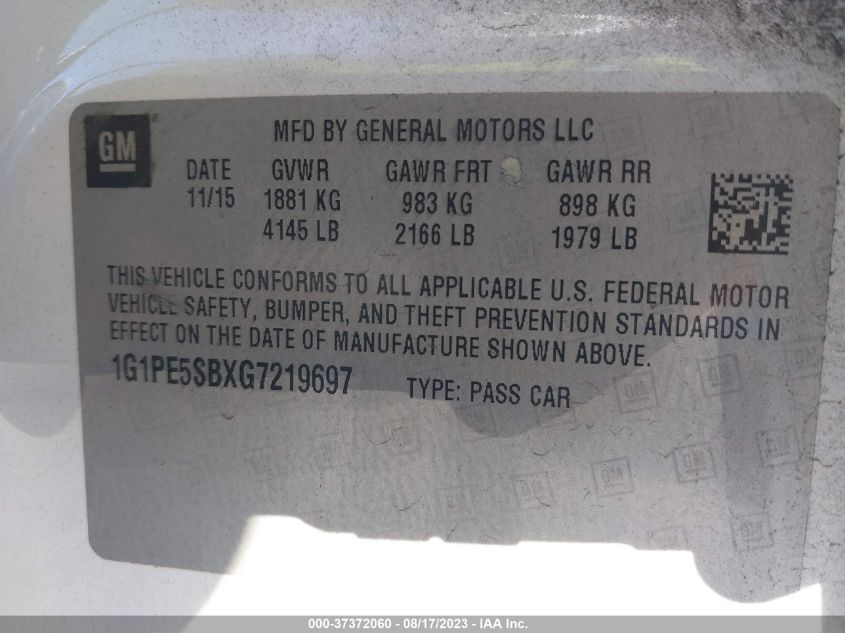 GM
MFD BY GENERAL MOTORS LLC
DATE GVWR GAWR FRT GAWR RR
11/15 1881 KG 983 KG 898 KG
4145 LB 2166 LB 1979 LB
THIS VEHICLE CONFORMS TO ALL APPLICABLE U.S. FEDERAL MOTOR
VEHICLE SAFETY, BUMPER, AND THEFT PREVENTION STANDARDS IN
EFFECT ON THE DATE OF MANUFACTURE SHOWN ABOVE.
1G1PE5SBXG7219697 TYPE: PASS CAR
000-37372060 - 08/17/2023 - IAA Inc.